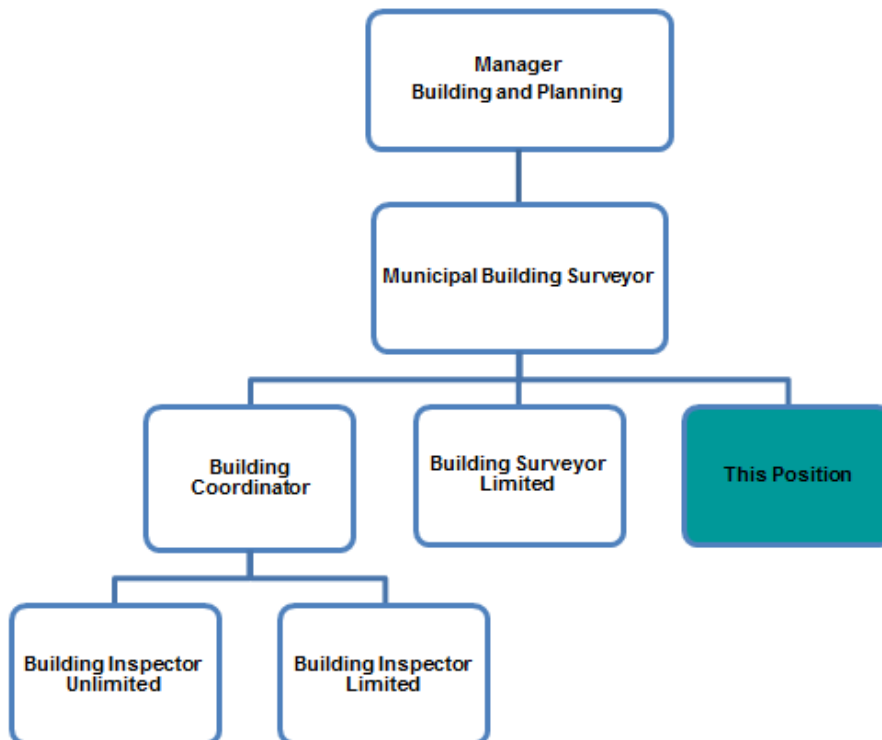 Manager
Building and Planning
Municipal Building Surveyor
Building
Coordinator
Building Surveyor
Limited
This Position
Building Inspector
Unlimited
Building Inspector
Limited